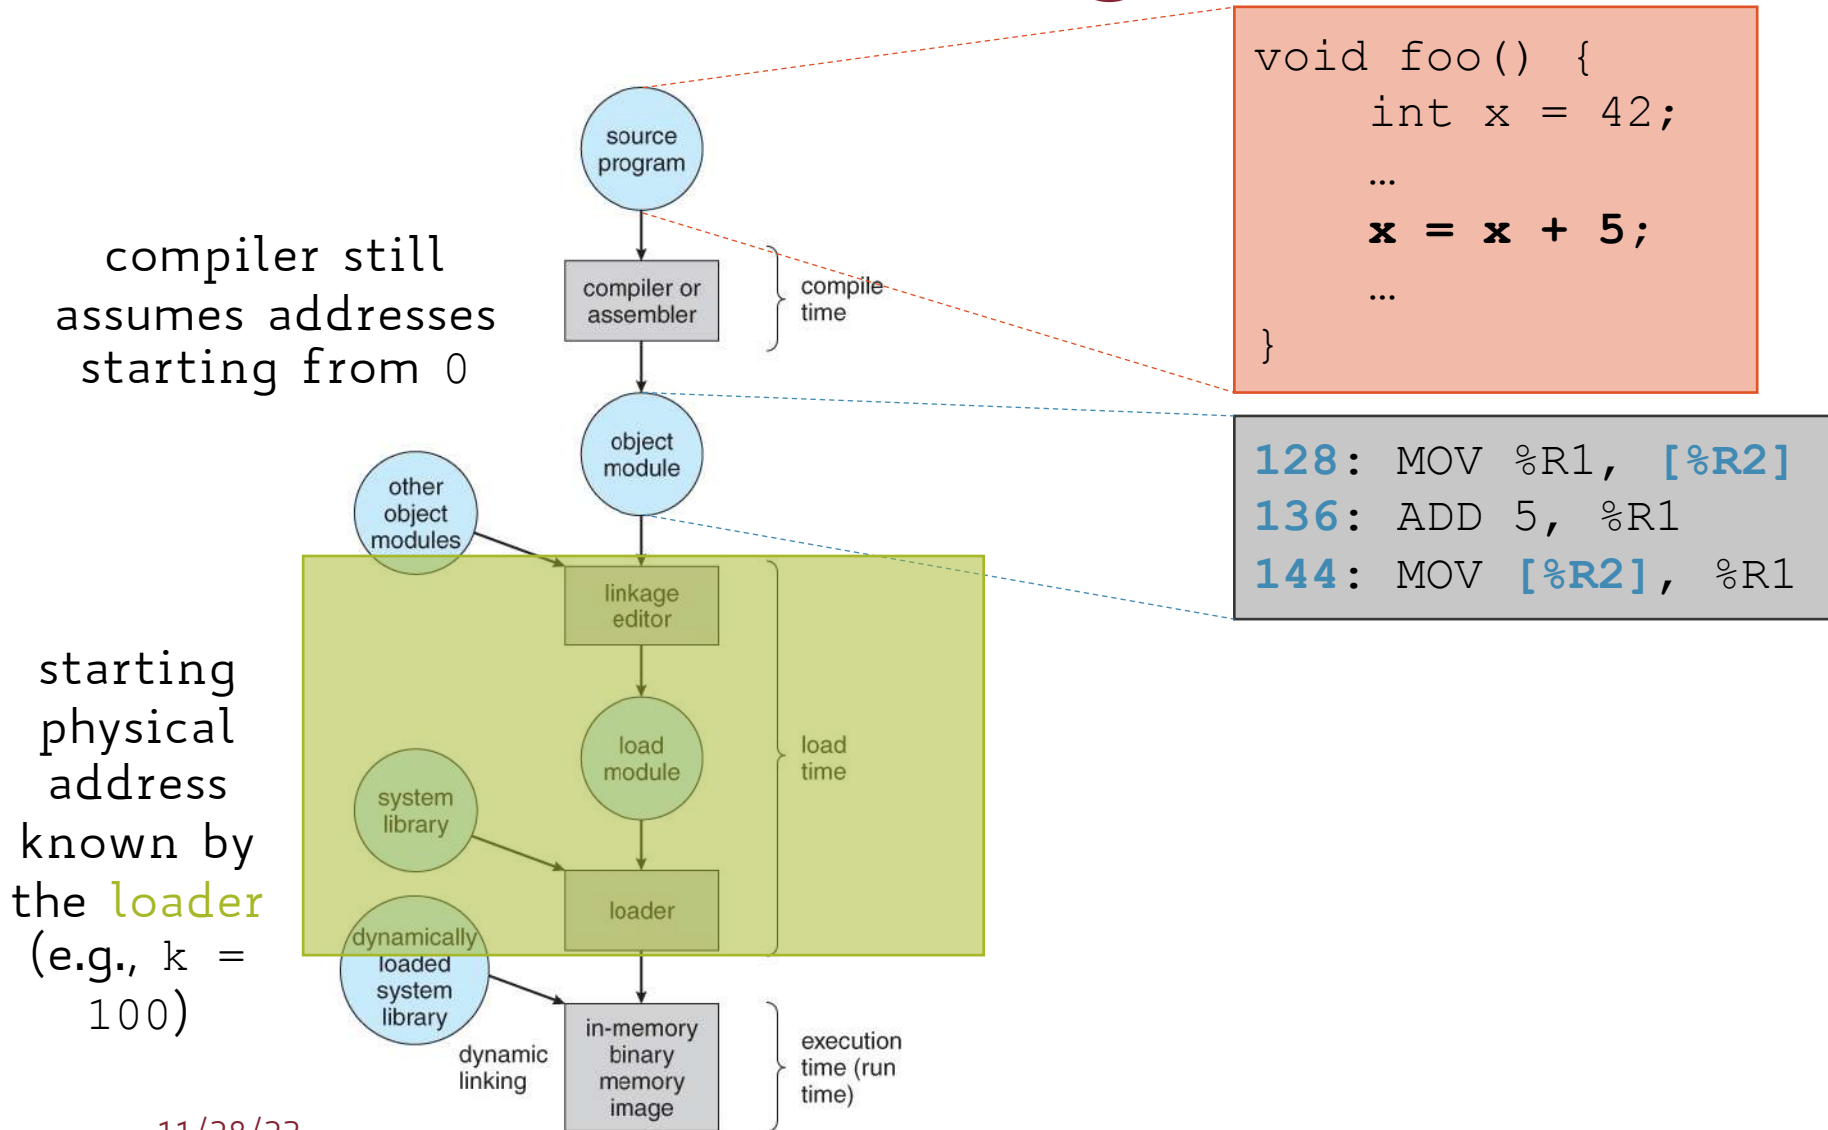 void foo() {
int x = 42;
…
x = x + 5;
…
}
source
program
compiler still
assumes addresses
starting from 0
compiler or
assembler
compile
time
object
module
128: MOV %R1, [%R2]
136: ADD 5, %R1
144: MOV [%R2], %R1
other
object
modules
linkage
editor
starting
physical
address
known by
the loader
(e.g., k =
100)
load
module
load
time
system
library
loader
dynamically
loaded
system
library
dynamic
linking
in-memory
binary
memory
image
execution
time (run
time)